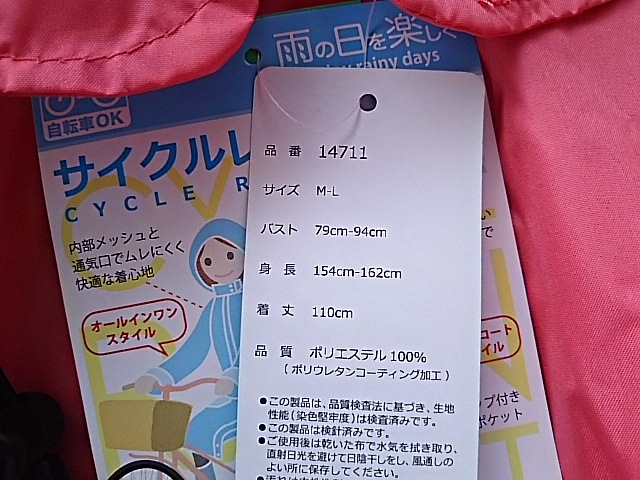 雨の日を楽しく
rainy days
自転車OK
サイクルレ
CYCLE R
内部メッシュと
通気口でムレにくく
快適な着心地
オールインワン
スタイル
品番 14711
サイズ M-L
バスト 79cm-94cm
身長 154cm-162cm
着丈 110cm
品質 ポリエステル100%
(ポリウレタンコーティング加工)
●この製品は、品質検査法に基づき、生地
性能(染色堅牢度)は検査済みです。
●この製品は検針済みです。
●ご使用後は乾いた布で水気を拭き取り、
直射日光を避けて日陰干しをし、風通しの
よい所に保存してください。
コート
イル
プ付き
ポケット